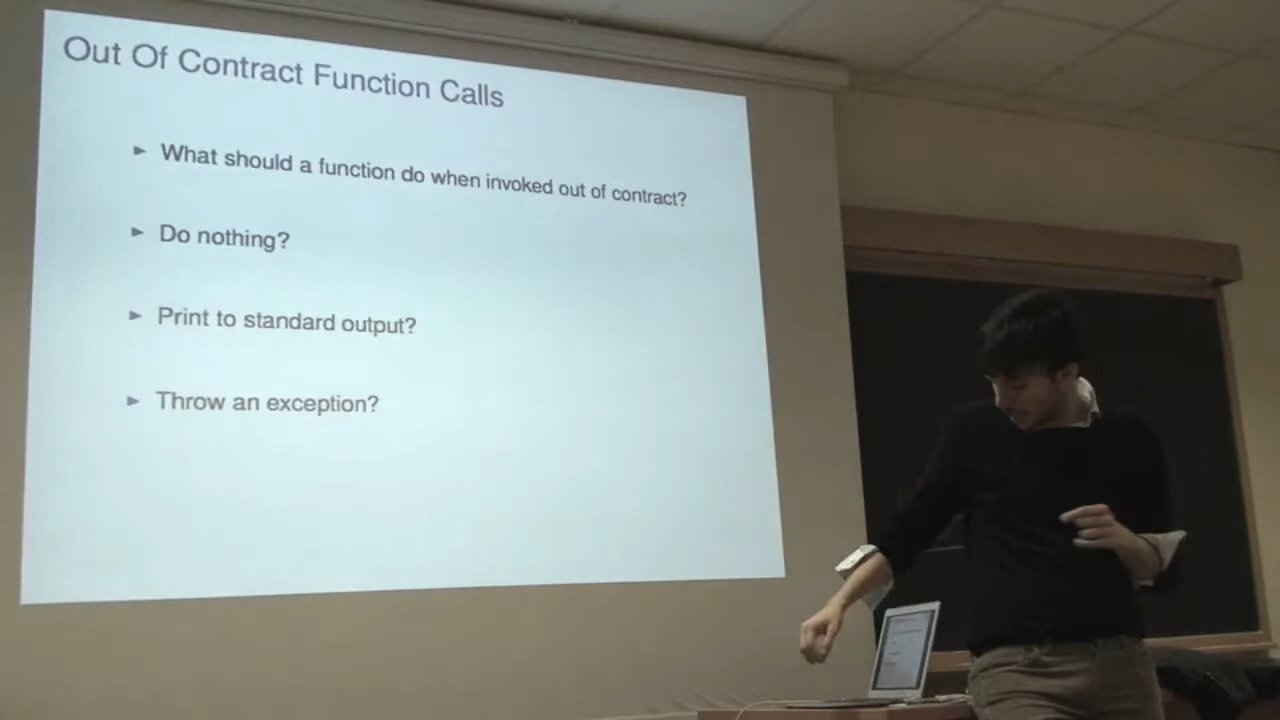 Out Of Contract Function Calls
► What should a function do when invoked out of contract?
► Do nothing?
► Print to standard output?
► Throw an exception?